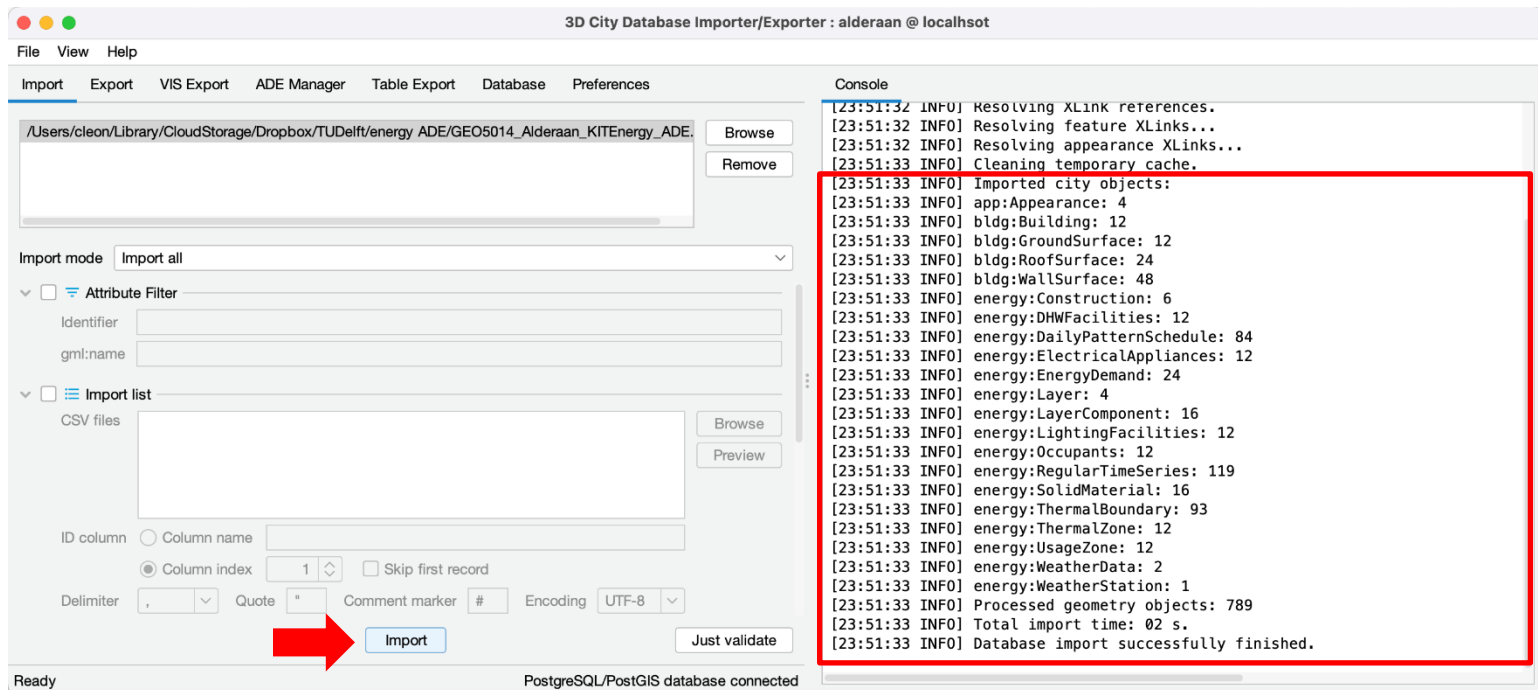 3D City Database Importer/Exporter : alderaan @ localhsot
File View Help
Import Export VIS Export ADE Manager Table Export Database Preferences
/Users/cleon/Library/CloudStorage/Dropbox/TUDelft/energy ADE/GEO5014_Alderaan_KITEnergy_ADE.
Browse
Remove
Import mode Import all
Attribute Filter
Identifier
gml:name
Import list
CSV files
Browse
Preview
ID column Column name
Column index 1 Skip first record
Delimiter , Quote " Comment marker # Encoding UTF-8
Import Just validate
Ready PostgreSQL/PostGIS database connected
Console
[23:51:32 INFO] Resolving XLink references.
[23:51:32 INFO] Resolving feature XLinks...
[23:51:32 INFO] Resolving appearance XLinks...
[23:51:33 INFO] Cleaning temporary cache.
[23:51:33 INFO] Imported city objects:
[23:51:33 INFO] app:Appearance: 4
[23:51:33 INFO] bldg:Building: 12
[23:51:33 INFO] bldg:GroundSurface: 12
[23:51:33 INFO] bldg:RoofSurface: 24
[23:51:33 INFO] bldg:WallSurface: 48
[23:51:33 INFO] energy:Construction: 6
[23:51:33 INFO] energy:DHWFacilities: 12
[23:51:33 INFO] energy:DailyPatternSchedule: 84
[23:51:33 INFO] energy:ElectricalAppliances: 12
[23:51:33 INFO] energy:EnergyDemand: 24
[23:51:33 INFO] energy:Layer: 4
[23:51:33 INFO] energy:LayerComponent: 16
[23:51:33 INFO] energy:LightingFacilities: 12
[23:51:33 INFO] energy:Occupants: 12
[23:51:33 INFO] energy:RegularTimeSeries: 119
[23:51:33 INFO] energy:SolidMaterial: 16
[23:51:33 INFO] energy:ThermalBoundary: 93
[23:51:33 INFO] energy:ThermalZone: 12
[23:51:33 INFO] energy:UsageZone: 12
[23:51:33 INFO] energy:WeatherData: 2
[23:51:33 INFO] energy:WeatherStation: 1
[23:51:33 INFO] Processed geometry objects: 789
[23:51:33 INFO] Total import time: 02 s.
[23:51:33 INFO] Database import successfully finished.